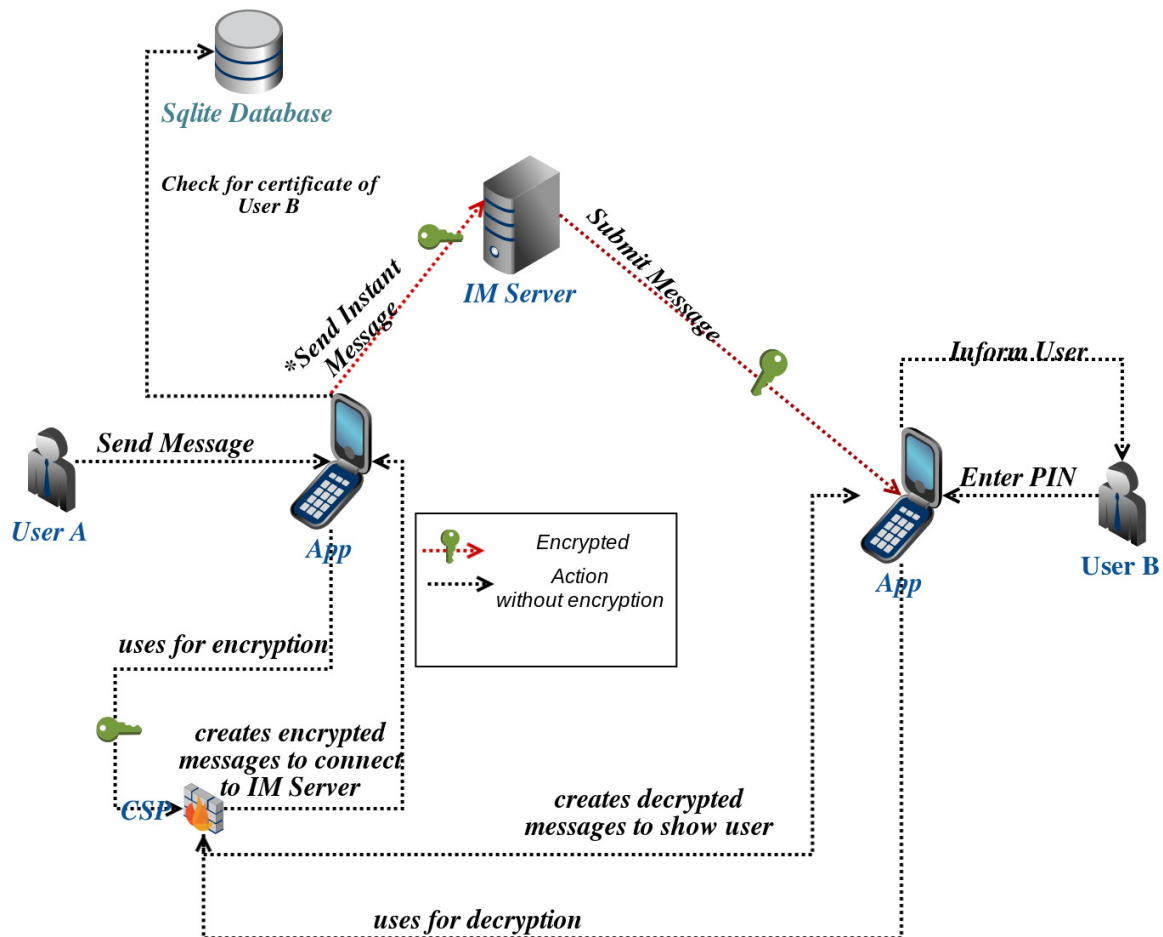 Sqlite Database
Check for certificate of
User B
IM Server
*Send Instant
Message
Submit Message
Inform User
Send Message
Enter PIN
User A
App
Encrypted
Action
without encryption
App
User B
uses for encryption
creates encrypted
messages to connect
to IM Server
CSP
creates decrypted
messages to show user
uses for decryption